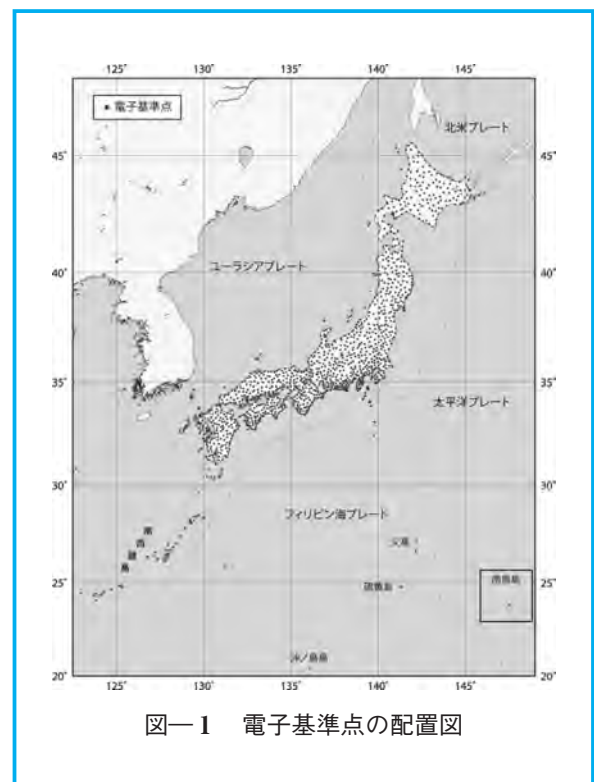 125° 130° 135° 140° 145°
・電子基準点
北米プレート
45° 45°
ユーラシアプレート
40° 40°
35° 35°
太平洋プレート
30° 30°
フィリピン海プレート
南西諸島
父島
硫黄島
南鳥島
25° 25°
沖ノ鳥島
20° 20°
125° 130° 135° 140° 145°
図―1 電子基準点の配置図